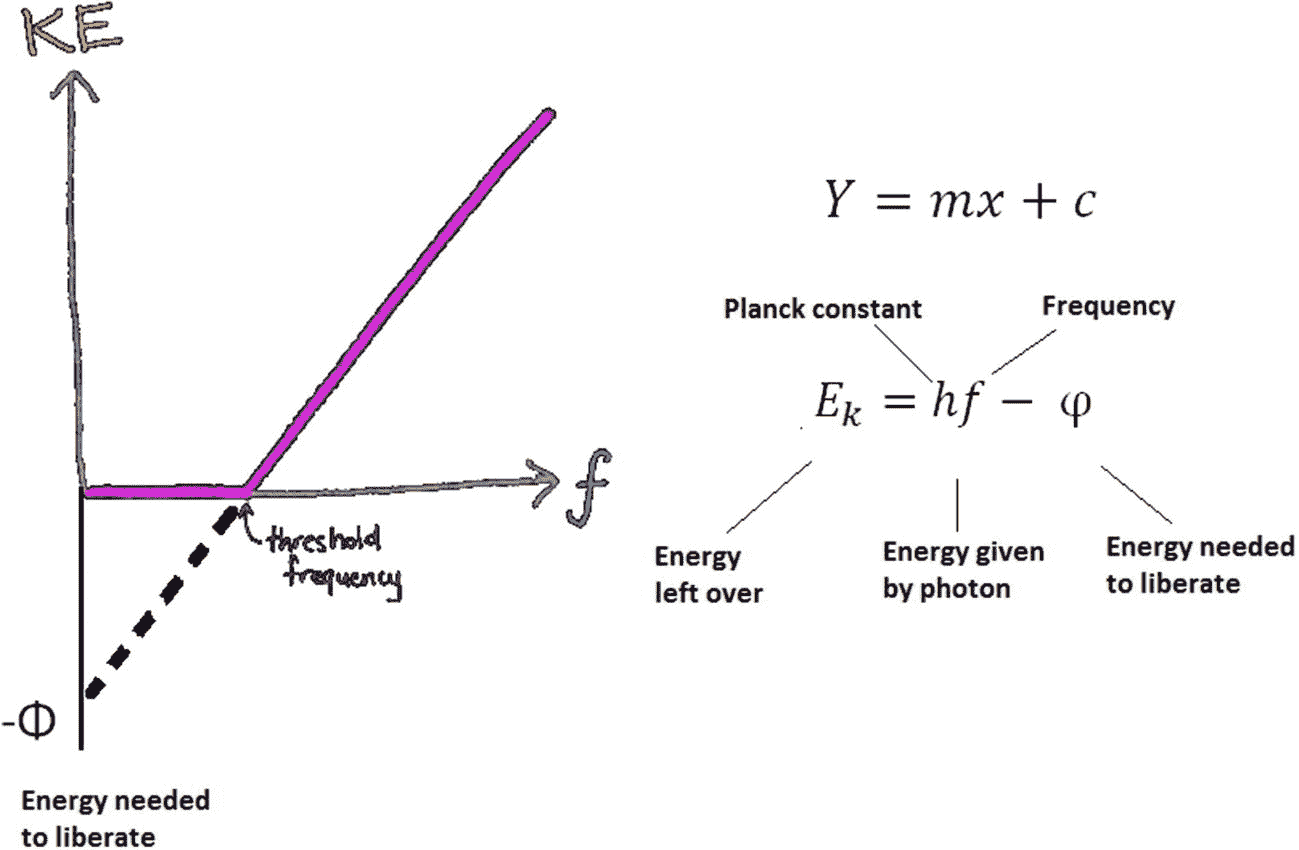 KE
f
threshold
frequency
-Φ
Energy needed
to liberate
Y = mx + c
Planck constant
Frequency
E_k = hf − φ
Energy
left over
Energy given
by photon
Energy needed
to liberate